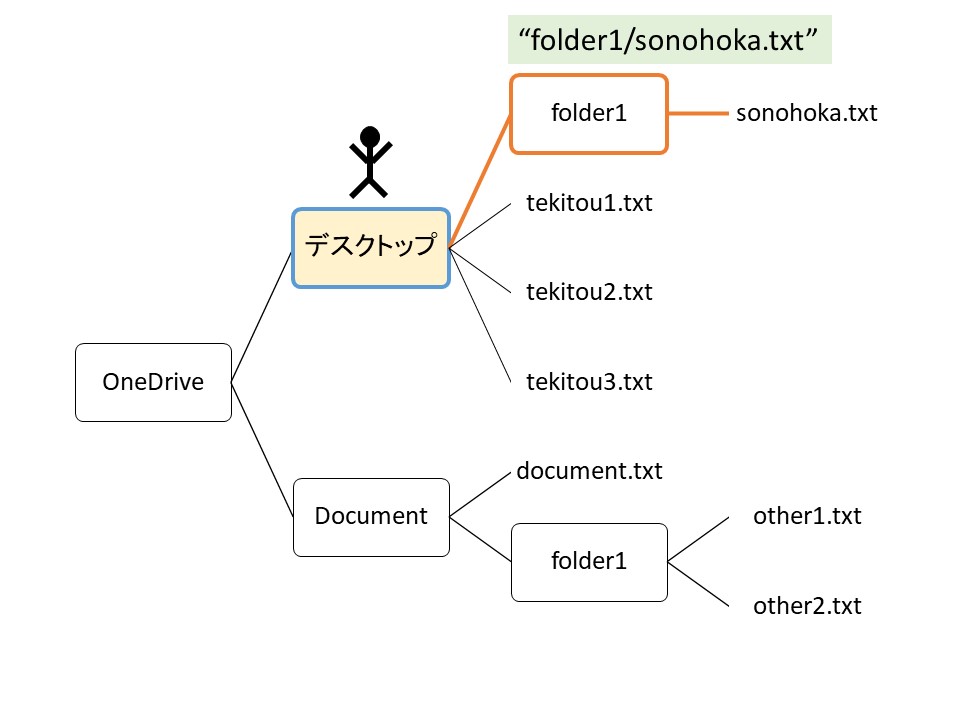 “folder1/sonohoka.txt”
folder1
sonohoka.txt
tekitou1.txt
デスクトップ
tekitou2.txt
OneDrive
tekitou3.txt
document.txt
Document
other1.txt
folder1
other2.txt